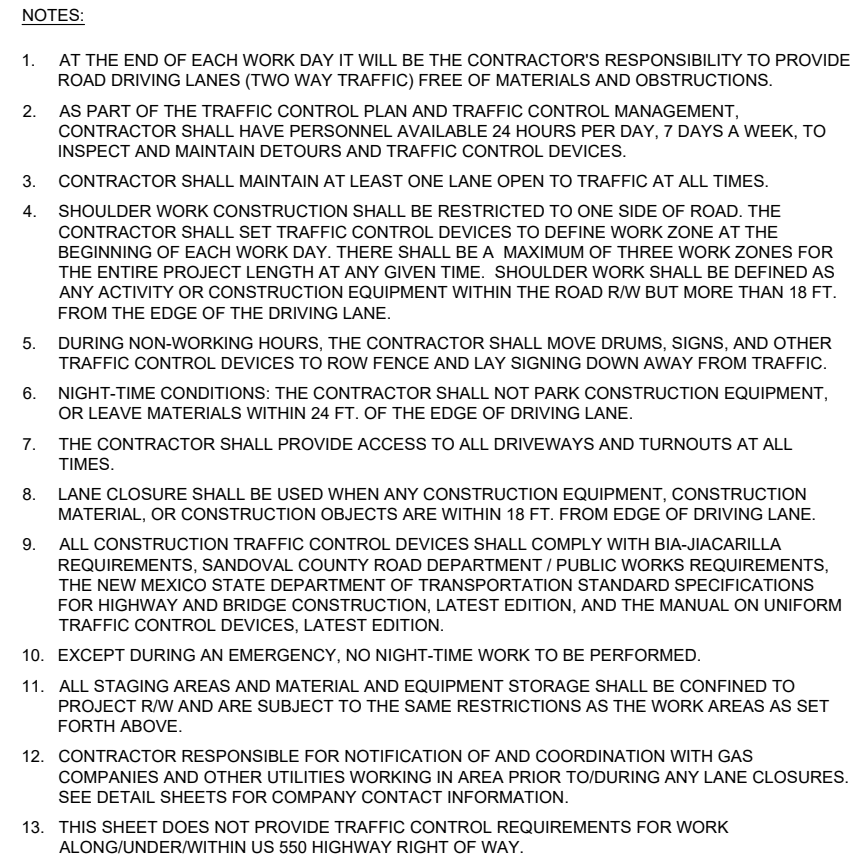 NOTES:
1. AT THE END OF EACH WORK DAY IT WILL BE THE CONTRACTOR'S RESPONSIBILITY TO PROVIDE
ROAD DRIVING LANES (TWO WAY TRAFFIC) FREE OF MATERIALS AND OBSTRUCTIONS.
2. AS PART OF THE TRAFFIC CONTROL PLAN AND TRAFFIC CONTROL MANAGEMENT,
CONTRACTOR SHALL HAVE PERSONNEL AVAILABLE 24 HOURS PER DAY, 7 DAYS A WEEK, TO
INSPECT AND MAINTAIN DETOURS AND TRAFFIC CONTROL DEVICES.
3. CONTRACTOR SHALL MAINTAIN AT LEAST ONE LANE OPEN TO TRAFFIC AT ALL TIMES.
4. SHOULDER WORK CONSTRUCTION SHALL BE RESTRICTED TO ONE SIDE OF ROAD. THE
CONTRACTOR SHALL SET TRAFFIC CONTROL DEVICES TO DEFINE WORK ZONE AT THE
BEGINNING OF EACH WORK DAY. THERE SHALL BE A MAXIMUM OF THREE WORK ZONES FOR
THE ENTIRE PROJECT LENGTH AT ANY GIVEN TIME. SHOULDER WORK SHALL BE DEFINED AS
ANY ACTIVITY OR CONSTRUCTION EQUIPMENT WITHIN THE ROAD R/W BUT MORE THAN 18 FT.
FROM THE EDGE OF THE DRIVING LANE.
5. DURING NON-WORKING HOURS, THE CONTRACTOR SHALL MOVE DRUMS, SIGNS, AND OTHER
TRAFFIC CONTROL DEVICES TO ROW FENCE AND LAY SIGNING DOWN AWAY FROM TRAFFIC.
6. NIGHT-TIME CONDITIONS: THE CONTRACTOR SHALL NOT PARK CONSTRUCTION EQUIPMENT,
OR LEAVE MATERIALS WITHIN 24 FT. OF THE EDGE OF DRIVING LANE.
7. THE CONTRACTOR SHALL PROVIDE ACCESS TO ALL DRIVEWAYS AND TURNOUTS AT ALL
TIMES.
8. LANE CLOSURE SHALL BE USED WHEN ANY CONSTRUCTION EQUIPMENT, CONSTRUCTION
MATERIAL, OR CONSTRUCTION OBJECTS ARE WITHIN 18 FT. FROM EDGE OF DRIVING LANE.
9. ALL CONSTRUCTION TRAFFIC CONTROL DEVICES SHALL COMPLY WITH BIA-JIACARILLA
REQUIREMENTS, SANDOVAL COUNTY ROAD DEPARTMENT / PUBLIC WORKS REQUIREMENTS,
THE NEW MEXICO STATE DEPARTMENT OF TRANSPORTATION STANDARD SPECIFICATIONS
FOR HIGHWAY AND BRIDGE CONSTRUCTION, LATEST EDITION, AND THE MANUAL ON UNIFORM
TRAFFIC CONTROL DEVICES, LATEST EDITION.
10. EXCEPT DURING AN EMERGENCY, NO NIGHT-TIME WORK TO BE PERFORMED.
11. ALL STAGING AREAS AND MATERIAL AND EQUIPMENT STORAGE SHALL BE CONFINED TO
PROJECT R/W AND ARE SUBJECT TO THE SAME RESTRICTIONS AS THE WORK AREAS AS SET
FORTH ABOVE.
12. CONTRACTOR RESPONSIBLE FOR NOTIFICATION OF AND COORDINATION WITH GAS
COMPANIES AND OTHER UTILITIES WORKING IN AREA PRIOR TO/DURING ANY LANE CLOSURES.
SEE DETAIL SHEETS FOR COMPANY CONTACT INFORMATION.
13. THIS SHEET DOES NOT PROVIDE TRAFFIC CONTROL REQUIREMENTS FOR WORK
ALONG/UNDER/WITHIN US 550 HIGHWAY RIGHT OF WAY.